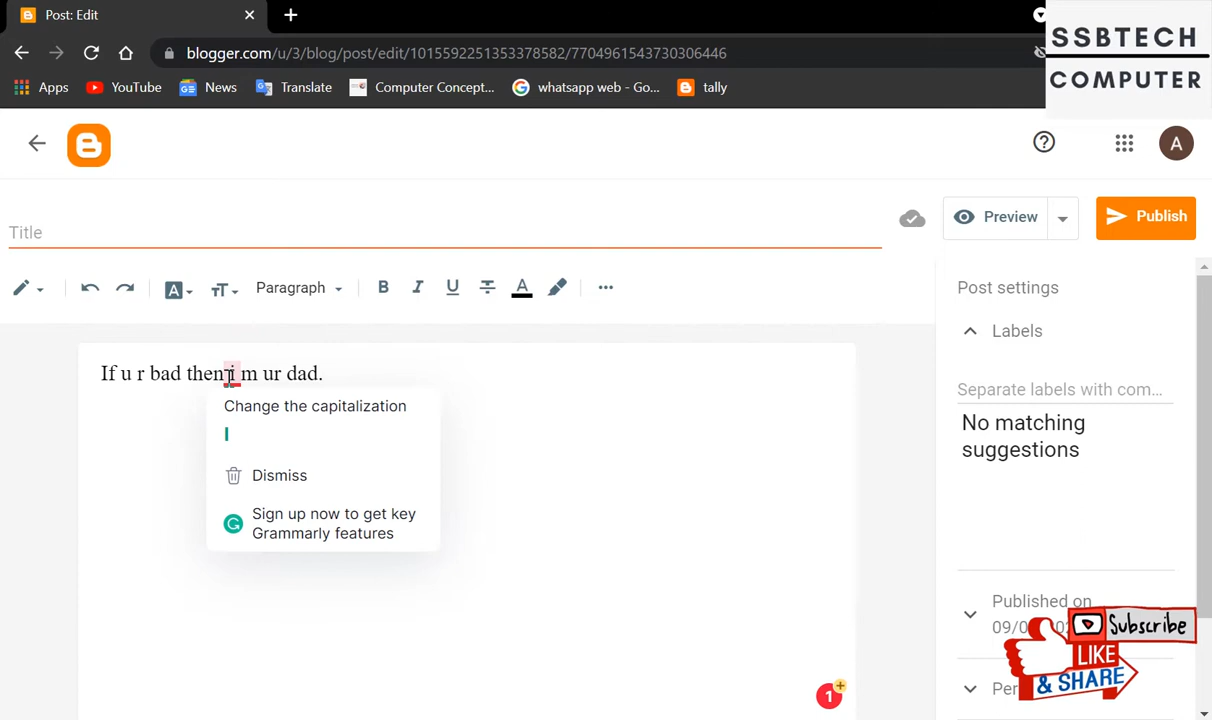 Post: Edit
SSBTECH
COMPUTER
blogger.com/u/3/blog/post/edit/1015592251353378582/7704961543730306446
Apps
YouTube
News
Translate
Computer Concept...
whatsapp web - Go...
tally
A
Title
Preview
Publish
A
T
Paragraph
B
I
U
A
Post settings
Labels
If u r bad then i m ur dad.
Separate labels with com...
No matching
suggestions
Change the capitalization
I
Dismiss
Sign up now to get key
Grammarly features
Published on
09/0
Subscribe
LIKE
& SHARE
Per
1